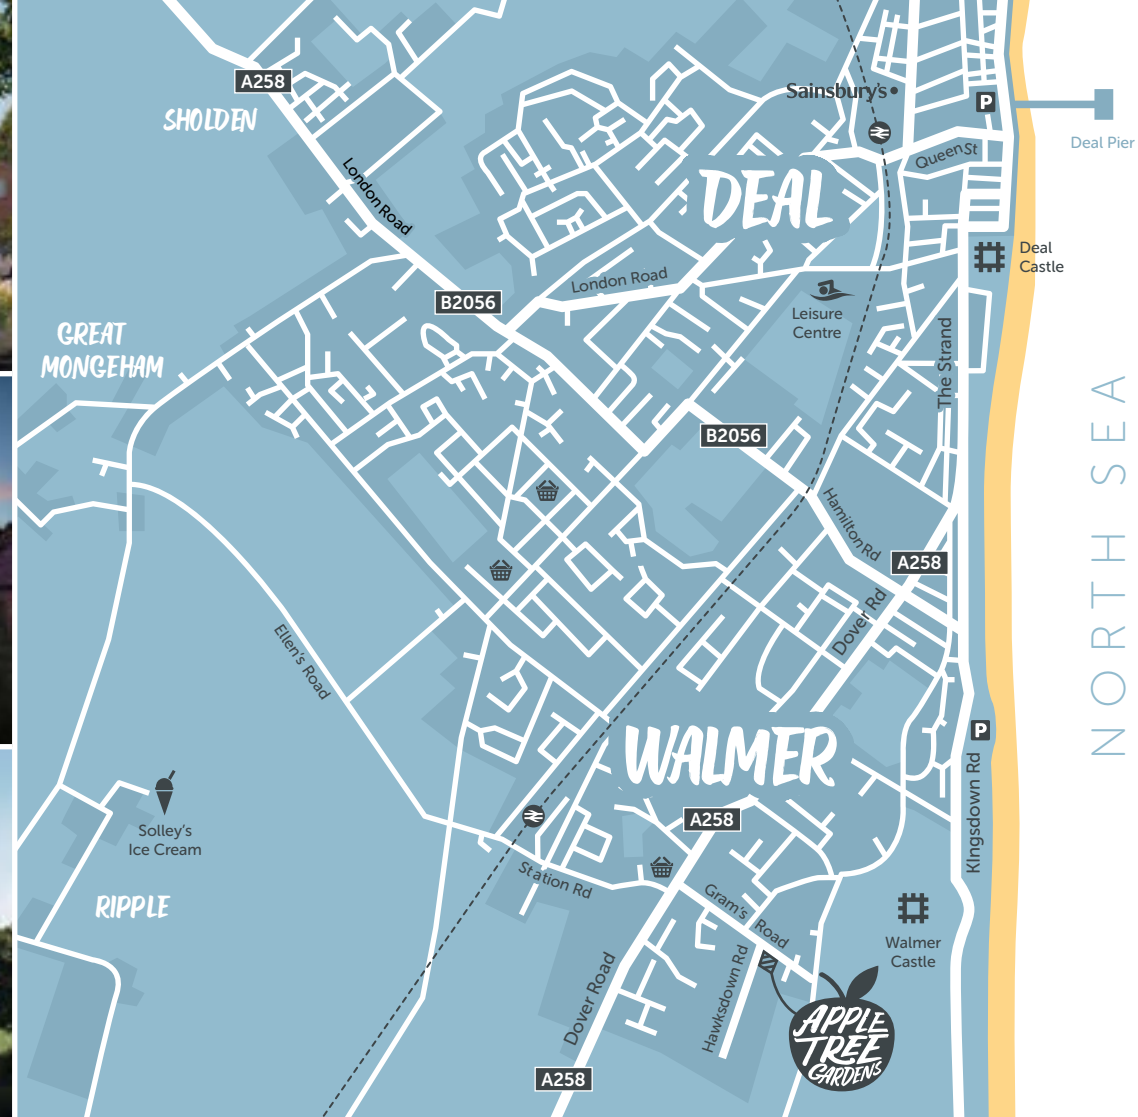 A258
SHOLDEN
Sainsbury's
P
Deal Pier
Queen St
London Road
DEAL
Deal
Castle
London Road
B2056
Leisure
Centre
GREAT
MONGEHAM
The Strand
NORTH SEA
B2056
Hamilton Rd
A258
Dover Rd
Ellen's Road
P
WALMER
KIngsdown Rd
A258
Solley's
Ice Cream
Station Rd
Gram's Road
RIPPLE
Walmer
Castle
Hawksdown Rd
Dover Road
APPLE
TREE
GARDENS
A258